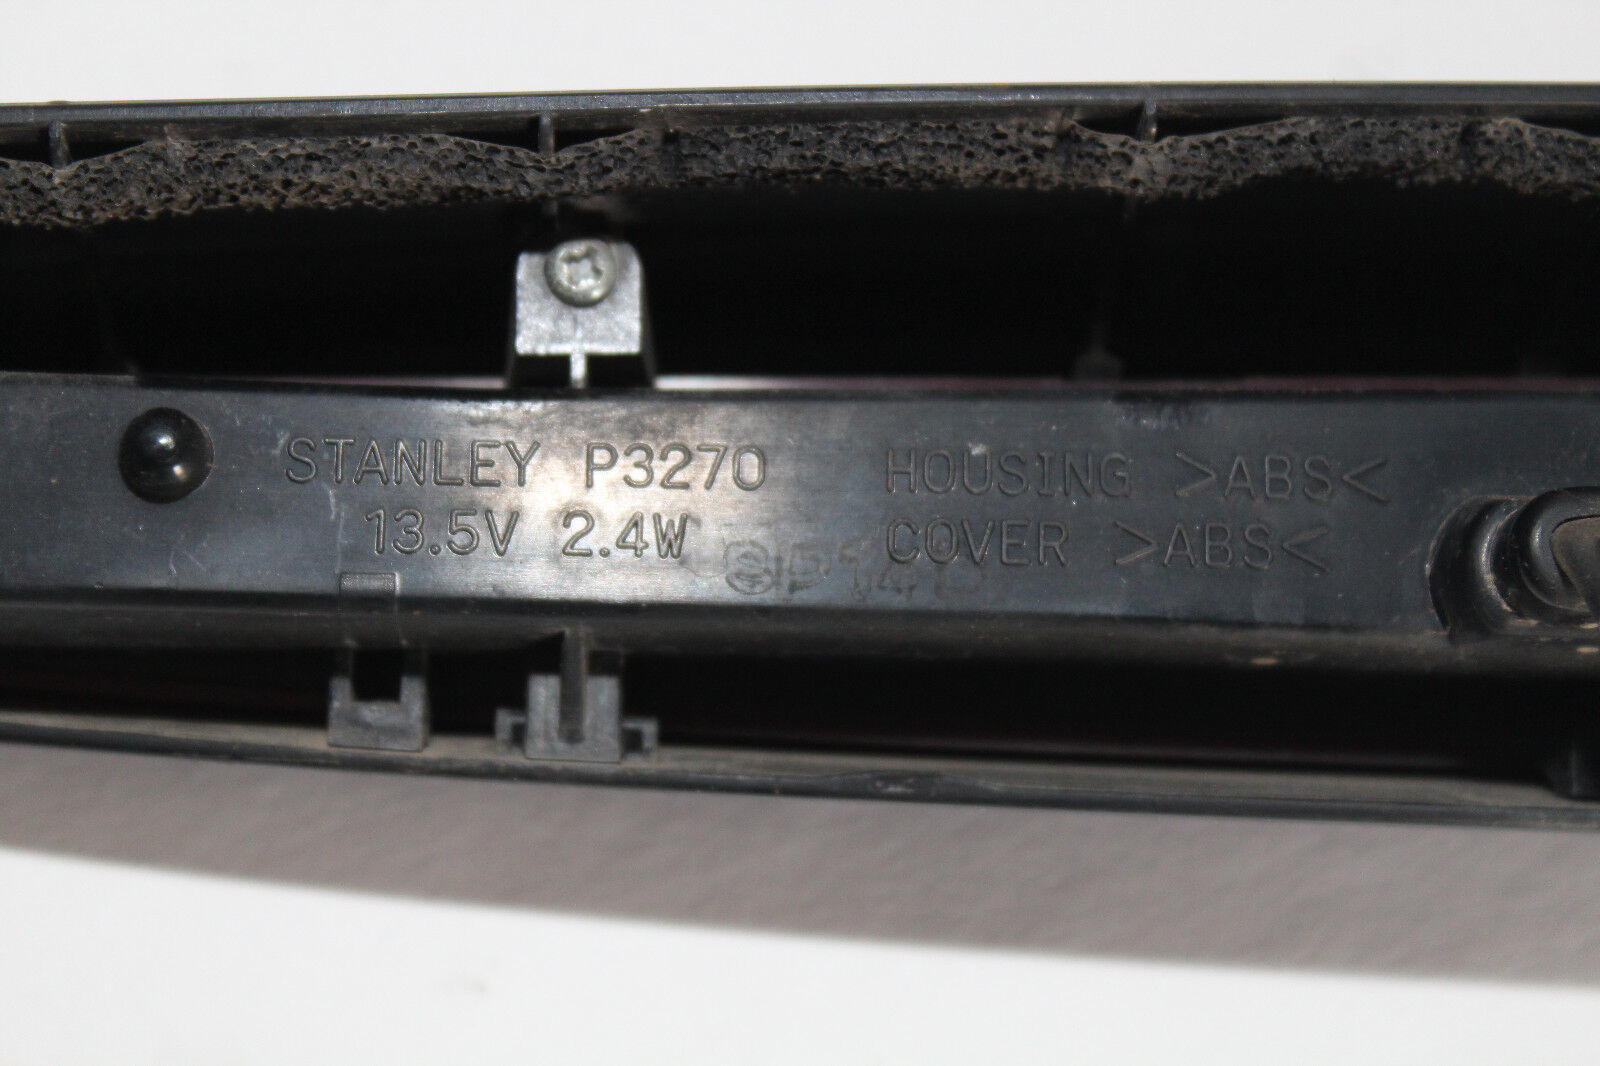 STANLEY P3270 HOUSING >ABS<
13.5V 2.4W COVER >ABS<